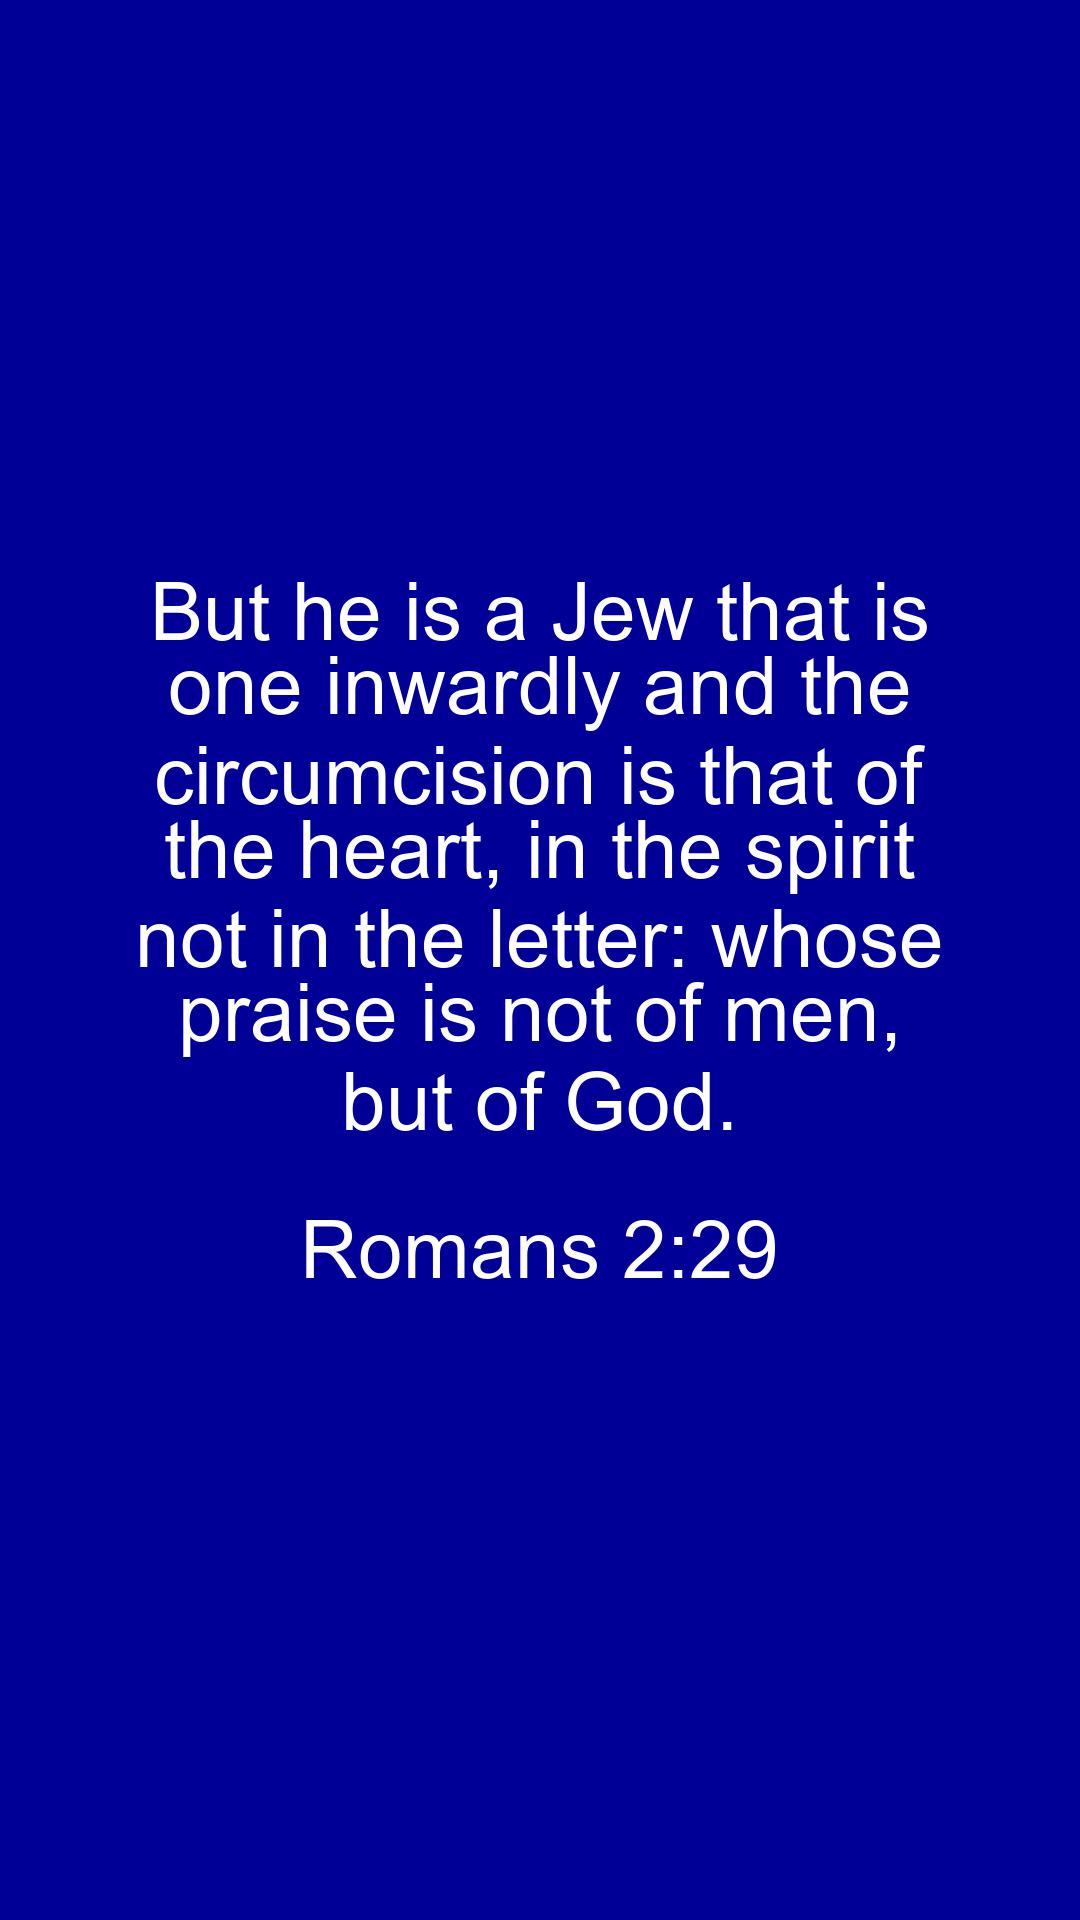 But he is a Jew that is
one inwardly and the
circumcision is that of
the heart, in the spirit
not in the letter: whose
praise is not of men,
but of God.
Romans 2:29